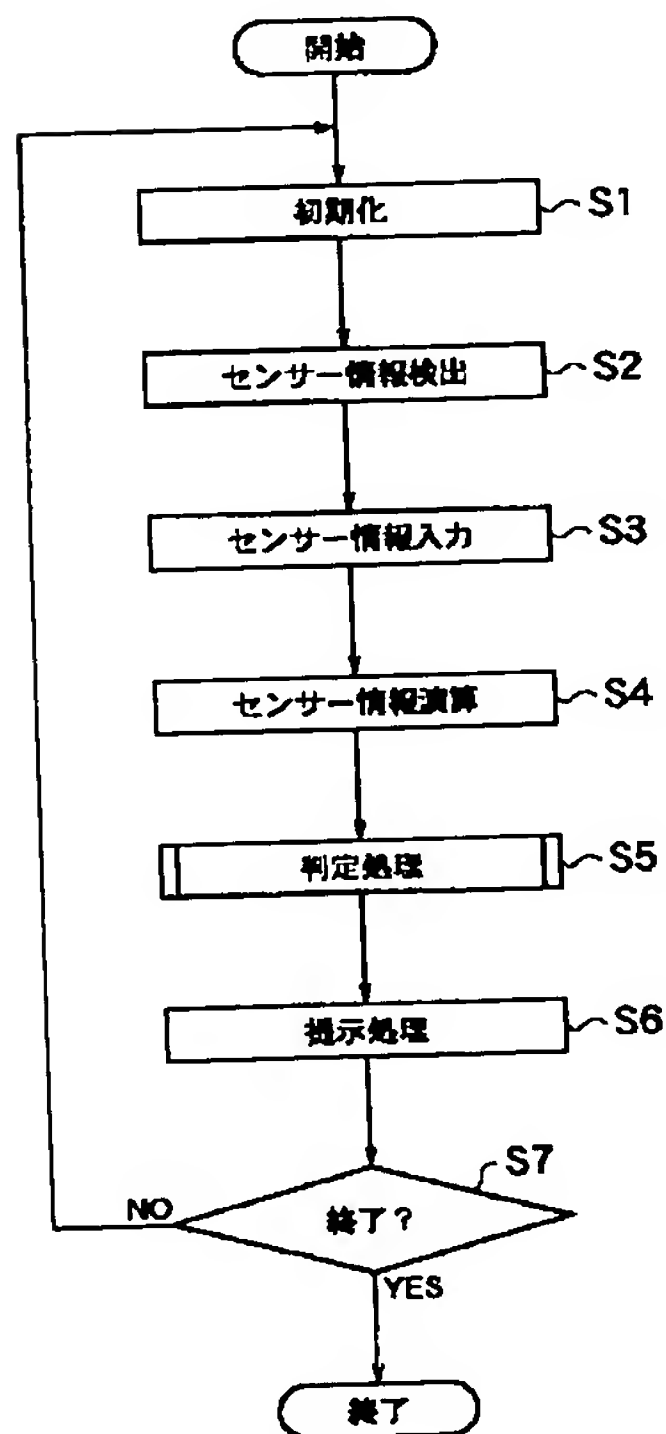 開始
初期化 S1
センサー情報検出 S2
センサー情報入力 S3
センサー情報演算 S4
判定処理 S5
提示処理 S6
S7
NO 終了?
YES
終了